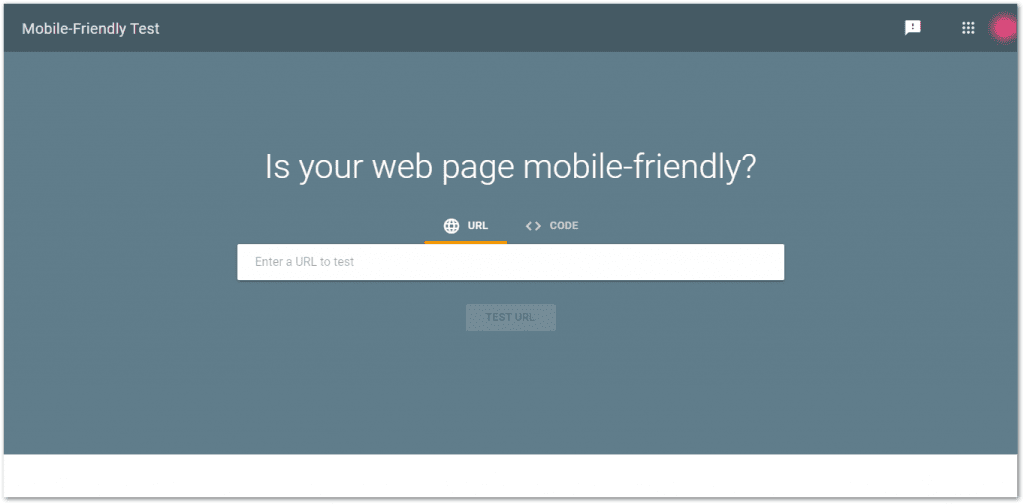 Mobile-Friendly Test
Is your web page mobile-friendly?
URL
CODE
Enter a URL to test
TEST URL